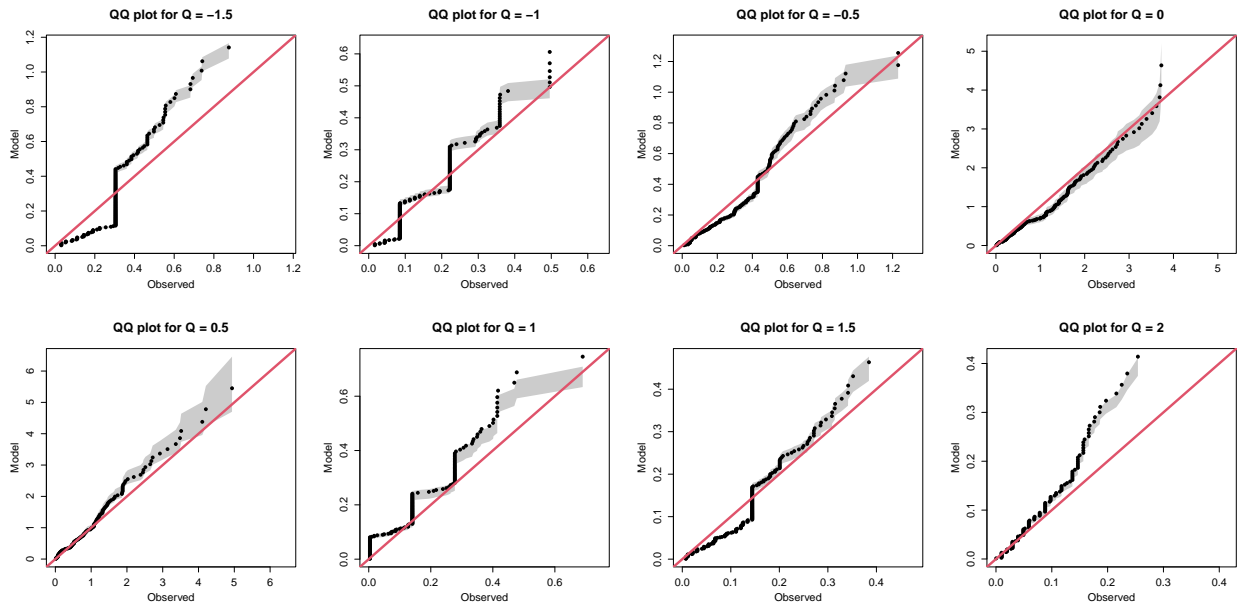 QQ plot for Q = −1.5
QQ plot for Q = −1
QQ plot for Q = −0.5
QQ plot for Q = 0
Model
0.0 0.2 0.4 0.6 0.8 1.0 1.2
0.0 0.2 0.4 0.6 0.8 1.0 1.2
Observed
Model
0.0 0.1 0.2 0.3 0.4 0.5 0.6
0.0 0.1 0.2 0.3 0.4 0.5 0.6
Observed
Model
0.0 0.2 0.4 0.6 0.8 1.0 1.2
0.0 0.2 0.4 0.6 0.8 1.0 1.2
Observed
Model
0 1 2 3 4 5
0 1 2 3 4 5
Observed
QQ plot for Q = 0.5
QQ plot for Q = 1
QQ plot for Q = 1.5
QQ plot for Q = 2
Model
0 1 2 3 4 5 6
0 1 2 3 4 5 6
Observed
Model
0.0 0.2 0.4 0.6
0.0 0.2 0.4 0.6
Observed
Model
0.0 0.1 0.2 0.3 0.4
0.0 0.1 0.2 0.3 0.4
Observed
Model
0.0 0.1 0.2 0.3 0.4
0.0 0.1 0.2 0.3 0.4
Observed